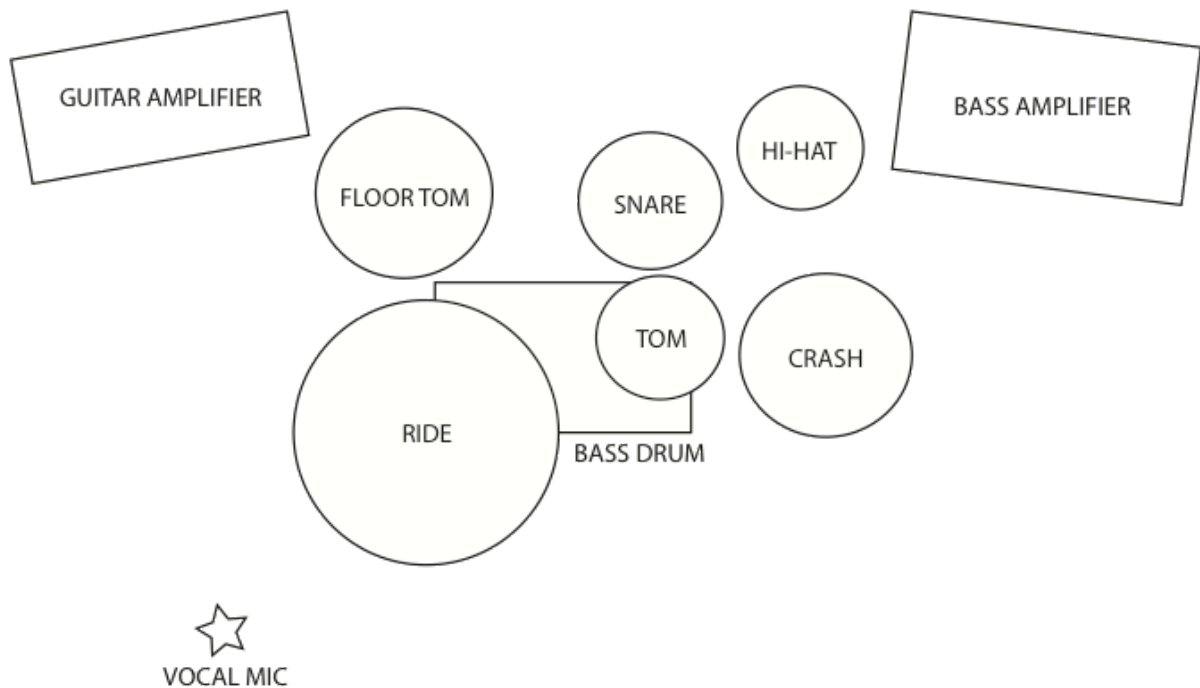 GUITAR AMPLIFIER
BASS AMPLIFIER
HI-HAT
FLOOR TOM
SNARE
TOM
CRASH
RIDE
BASS DRUM
VOCAL MIC